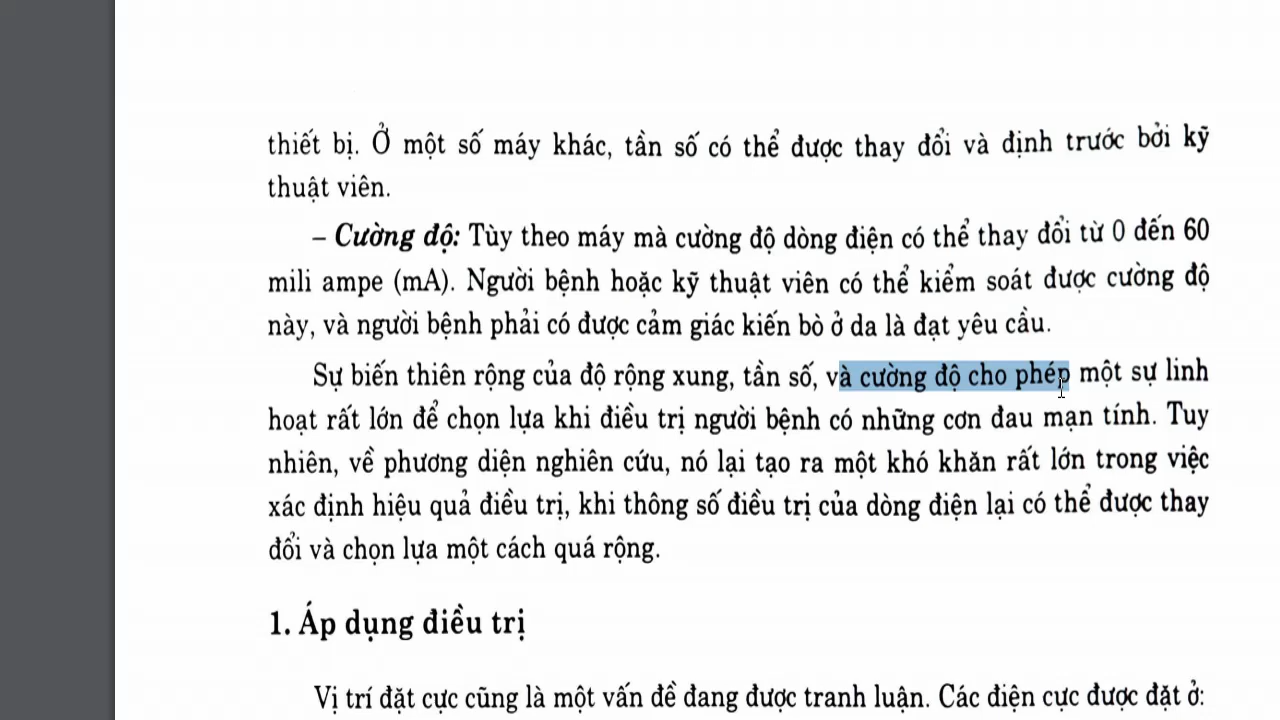 thiết bị. Ở một số máy khác, tần số có thể được thay đổi và định trước bởi kỹ
thuật viên.
– Cường độ: Tùy theo máy mà cường độ dòng điện có thể thay đổi từ 0 đến 60
mili ampe (mA). Người bệnh hoặc kỹ thuật viên có thể kiểm soát được cường độ
này, và người bệnh phải có được cảm giác kiến bò ở da là đạt yêu cầu.
Sự biến thiên rộng của độ rộng xung, tần số, và cường độ cho phép một sự linh
hoạt rất lớn để chọn lựa khi điều trị người bệnh có những cơn đau mạn tính. Tuy
nhiên, về phương diện nghiên cứu, nó lại tạo ra một khó khăn rất lớn trong việc
xác định hiệu quả điều trị, khi thông số điều trị của dòng điện lại có thể được thay
đổi và chọn lựa một cách quá rộng.
1. Áp dụng điều trị
Vị trí đặt cực cũng là một vấn đề đang được tranh luận. Các điện cực được đặt ở: